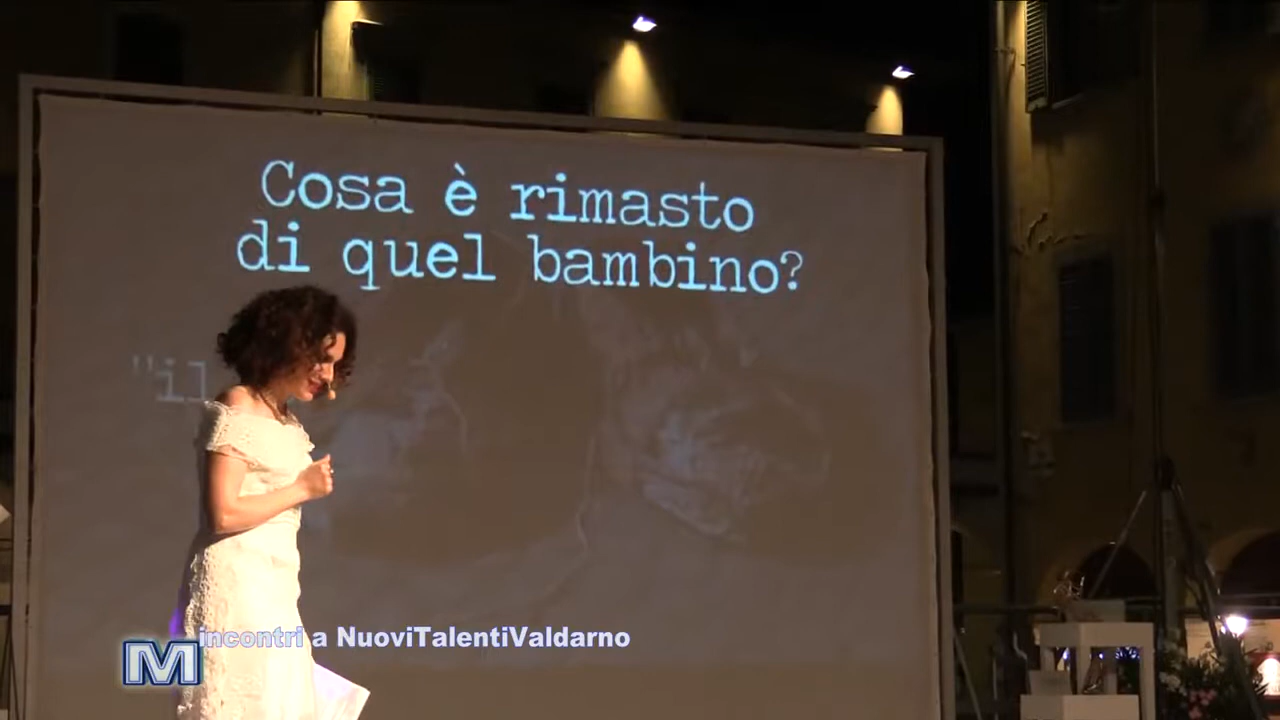 Cosa è rimasto
di quel bambino?
"il
M incontri a NuoviTalentiValdarno